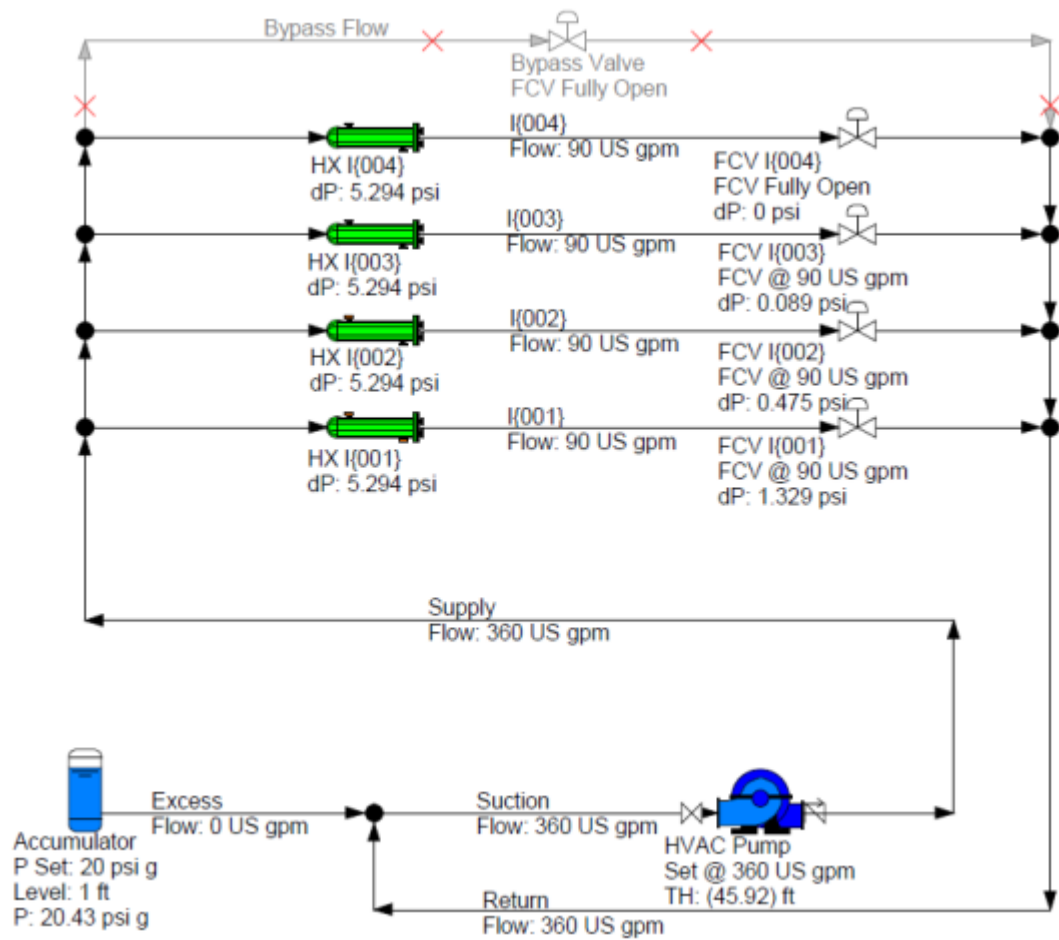 Bypass Flow
Bypass Valve
FCV Fully Open
I{004}
Flow: 90 US gpm
HX I{004}
dP: 5.294 psi
FCV I{004}
FCV Fully Open
dP: 0 psi
I{003}
Flow: 90 US gpm
HX I{003}
dP: 5.294 psi
FCV I{003}
FCV @ 90 US gpm
dP: 0.089 psi
I{002}
Flow: 90 US gpm
HX I{002}
dP: 5.294 psi
FCV I{002}
FCV @ 90 US gpm
dP: 0.475 psi
I{001}
Flow: 90 US gpm
HX I{001}
dP: 5.294 psi
FCV I{001}
FCV @ 90 US gpm
dP: 1.329 psi
Supply
Flow: 360 US gpm
Excess
Flow: 0 US gpm
Suction
Flow: 360 US gpm
Accumulator
P Set: 20 psi g
Level: 1 ft
P: 20.43 psi g
HVAC Pump
Set @ 360 US gpm
TH: (45.92) ft
Return
Flow: 360 US gpm